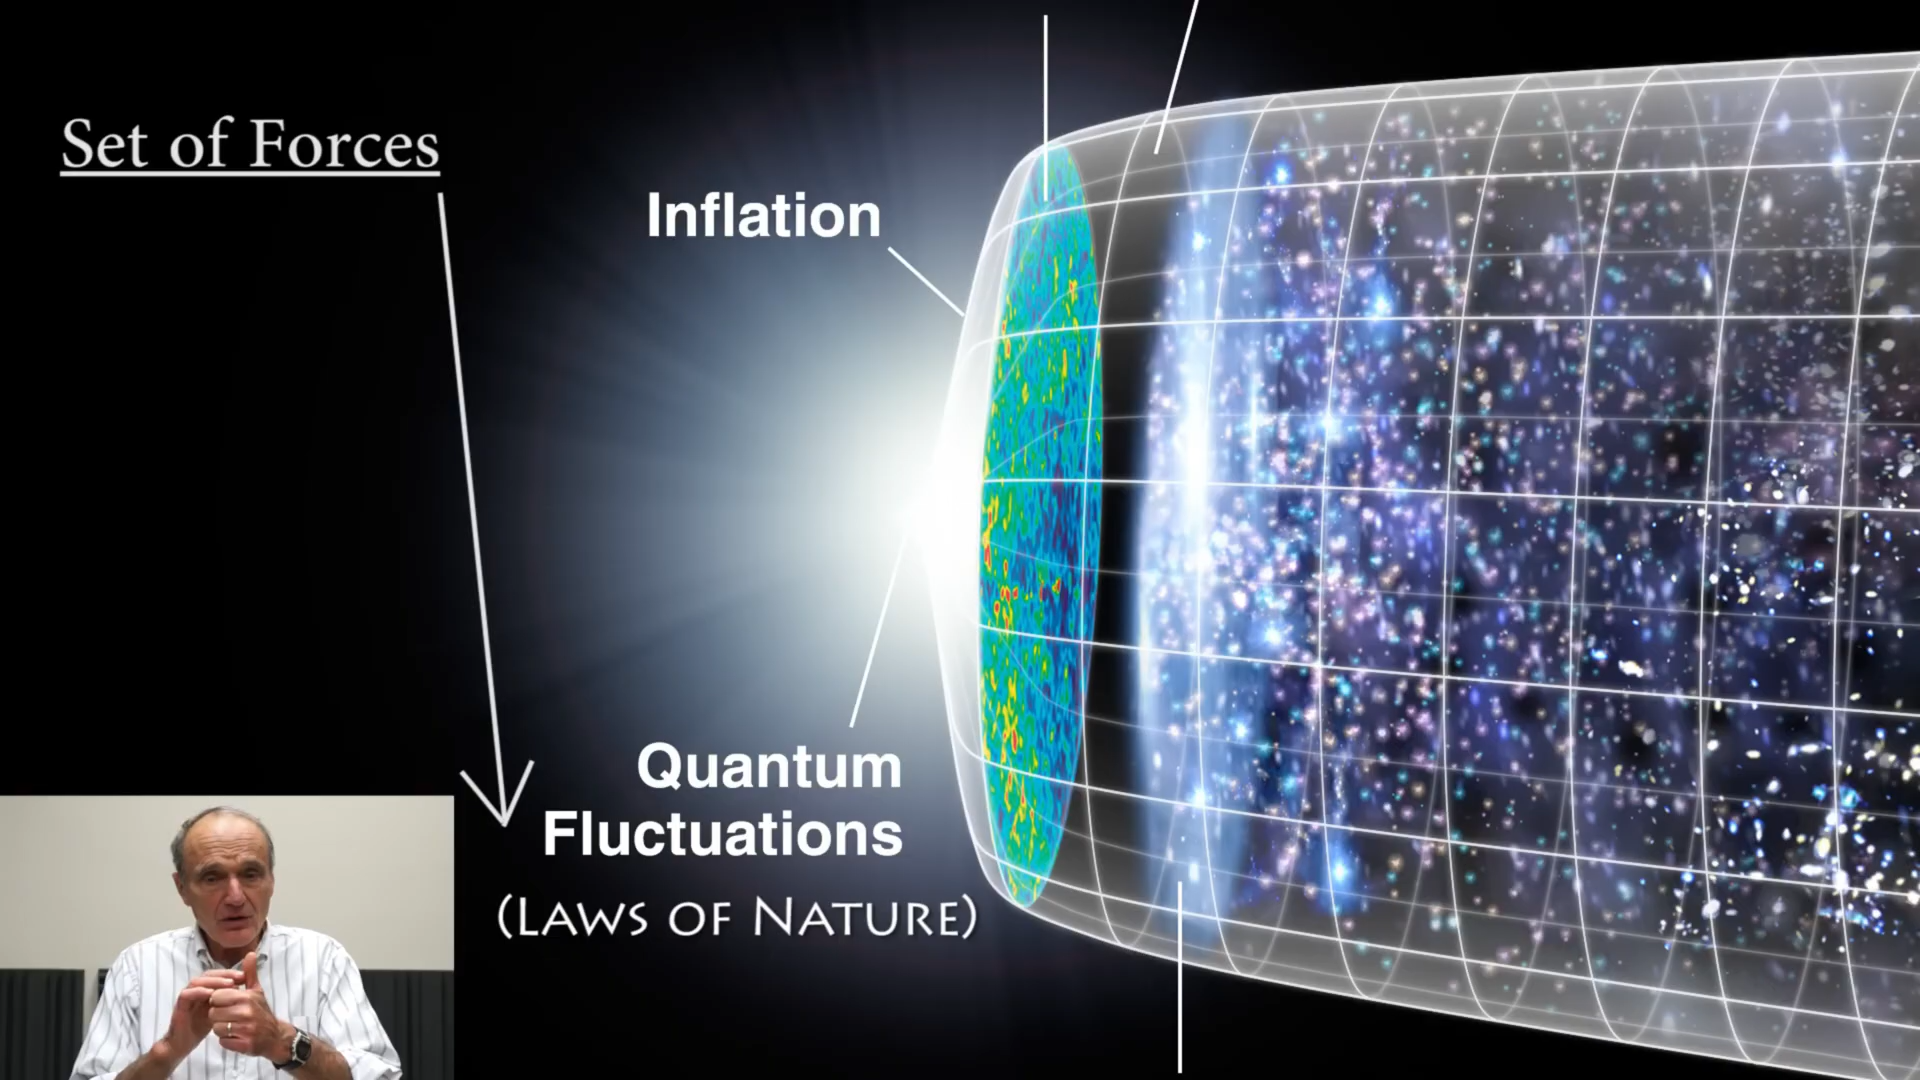 Set of Forces
Inflation
Quantum
Fluctuations
(Laws of Nature)